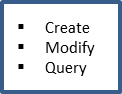 ▪ Create
▪ Modify
▪ Query